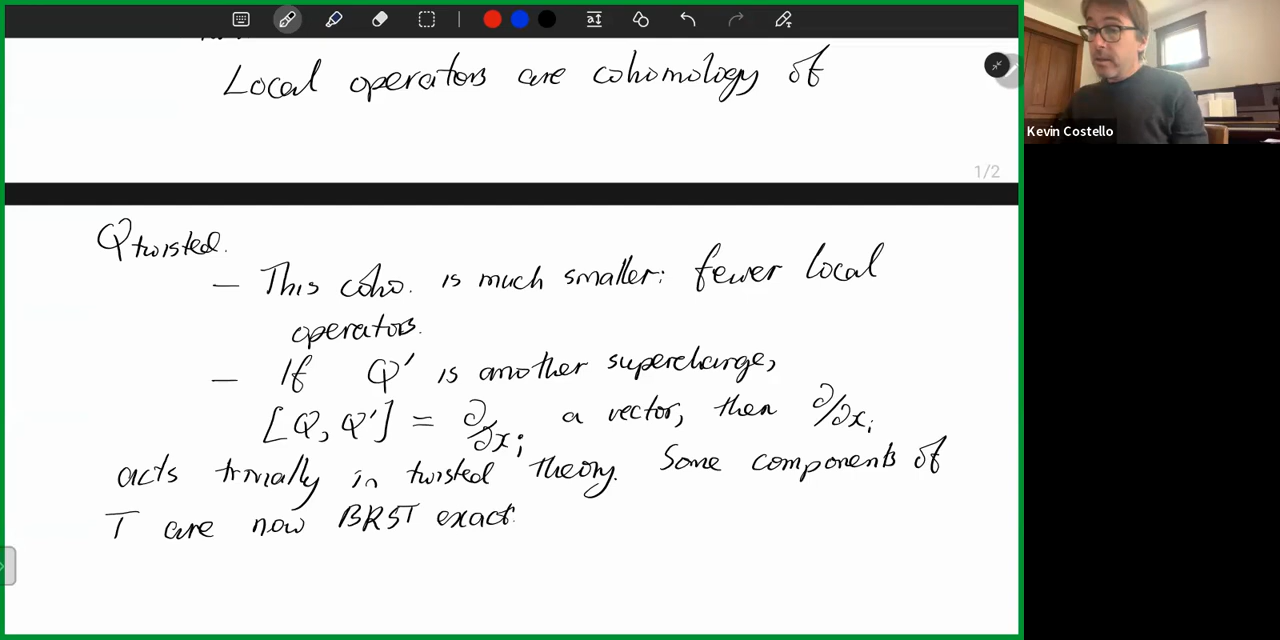 Local operators are cohomology of
Kevin Costello
1/2
Q twisted.
— This coho. is much smaller: fewer local
operators.
— If Q' is another supercharge,
[Q, Q'] = ∂/∂x_i a vector, then ∂/∂x_i
acts trivially in twisted theory. Some components of
T are now BRST exact.